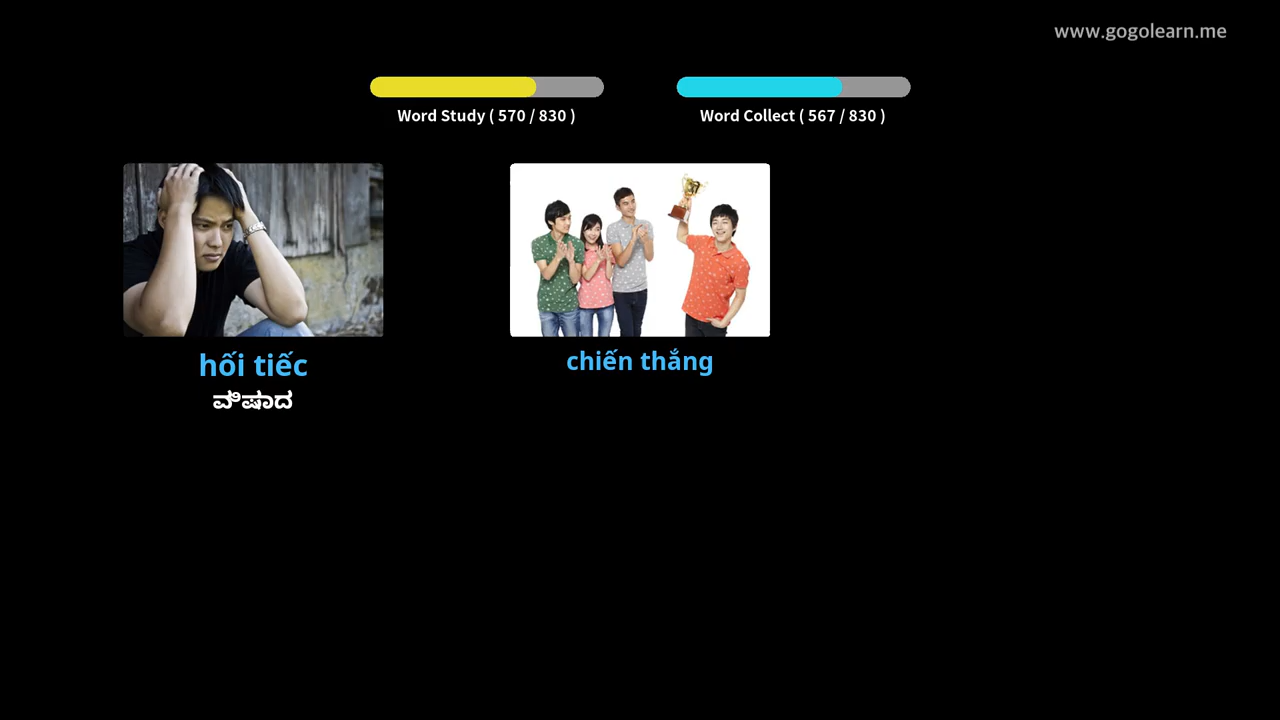 www.gogolearn.me
Word Study ( 570 / 830 )
Word Collect ( 567 / 830 )
hối tiếc
ವಿಷಾದ
chiến thắng